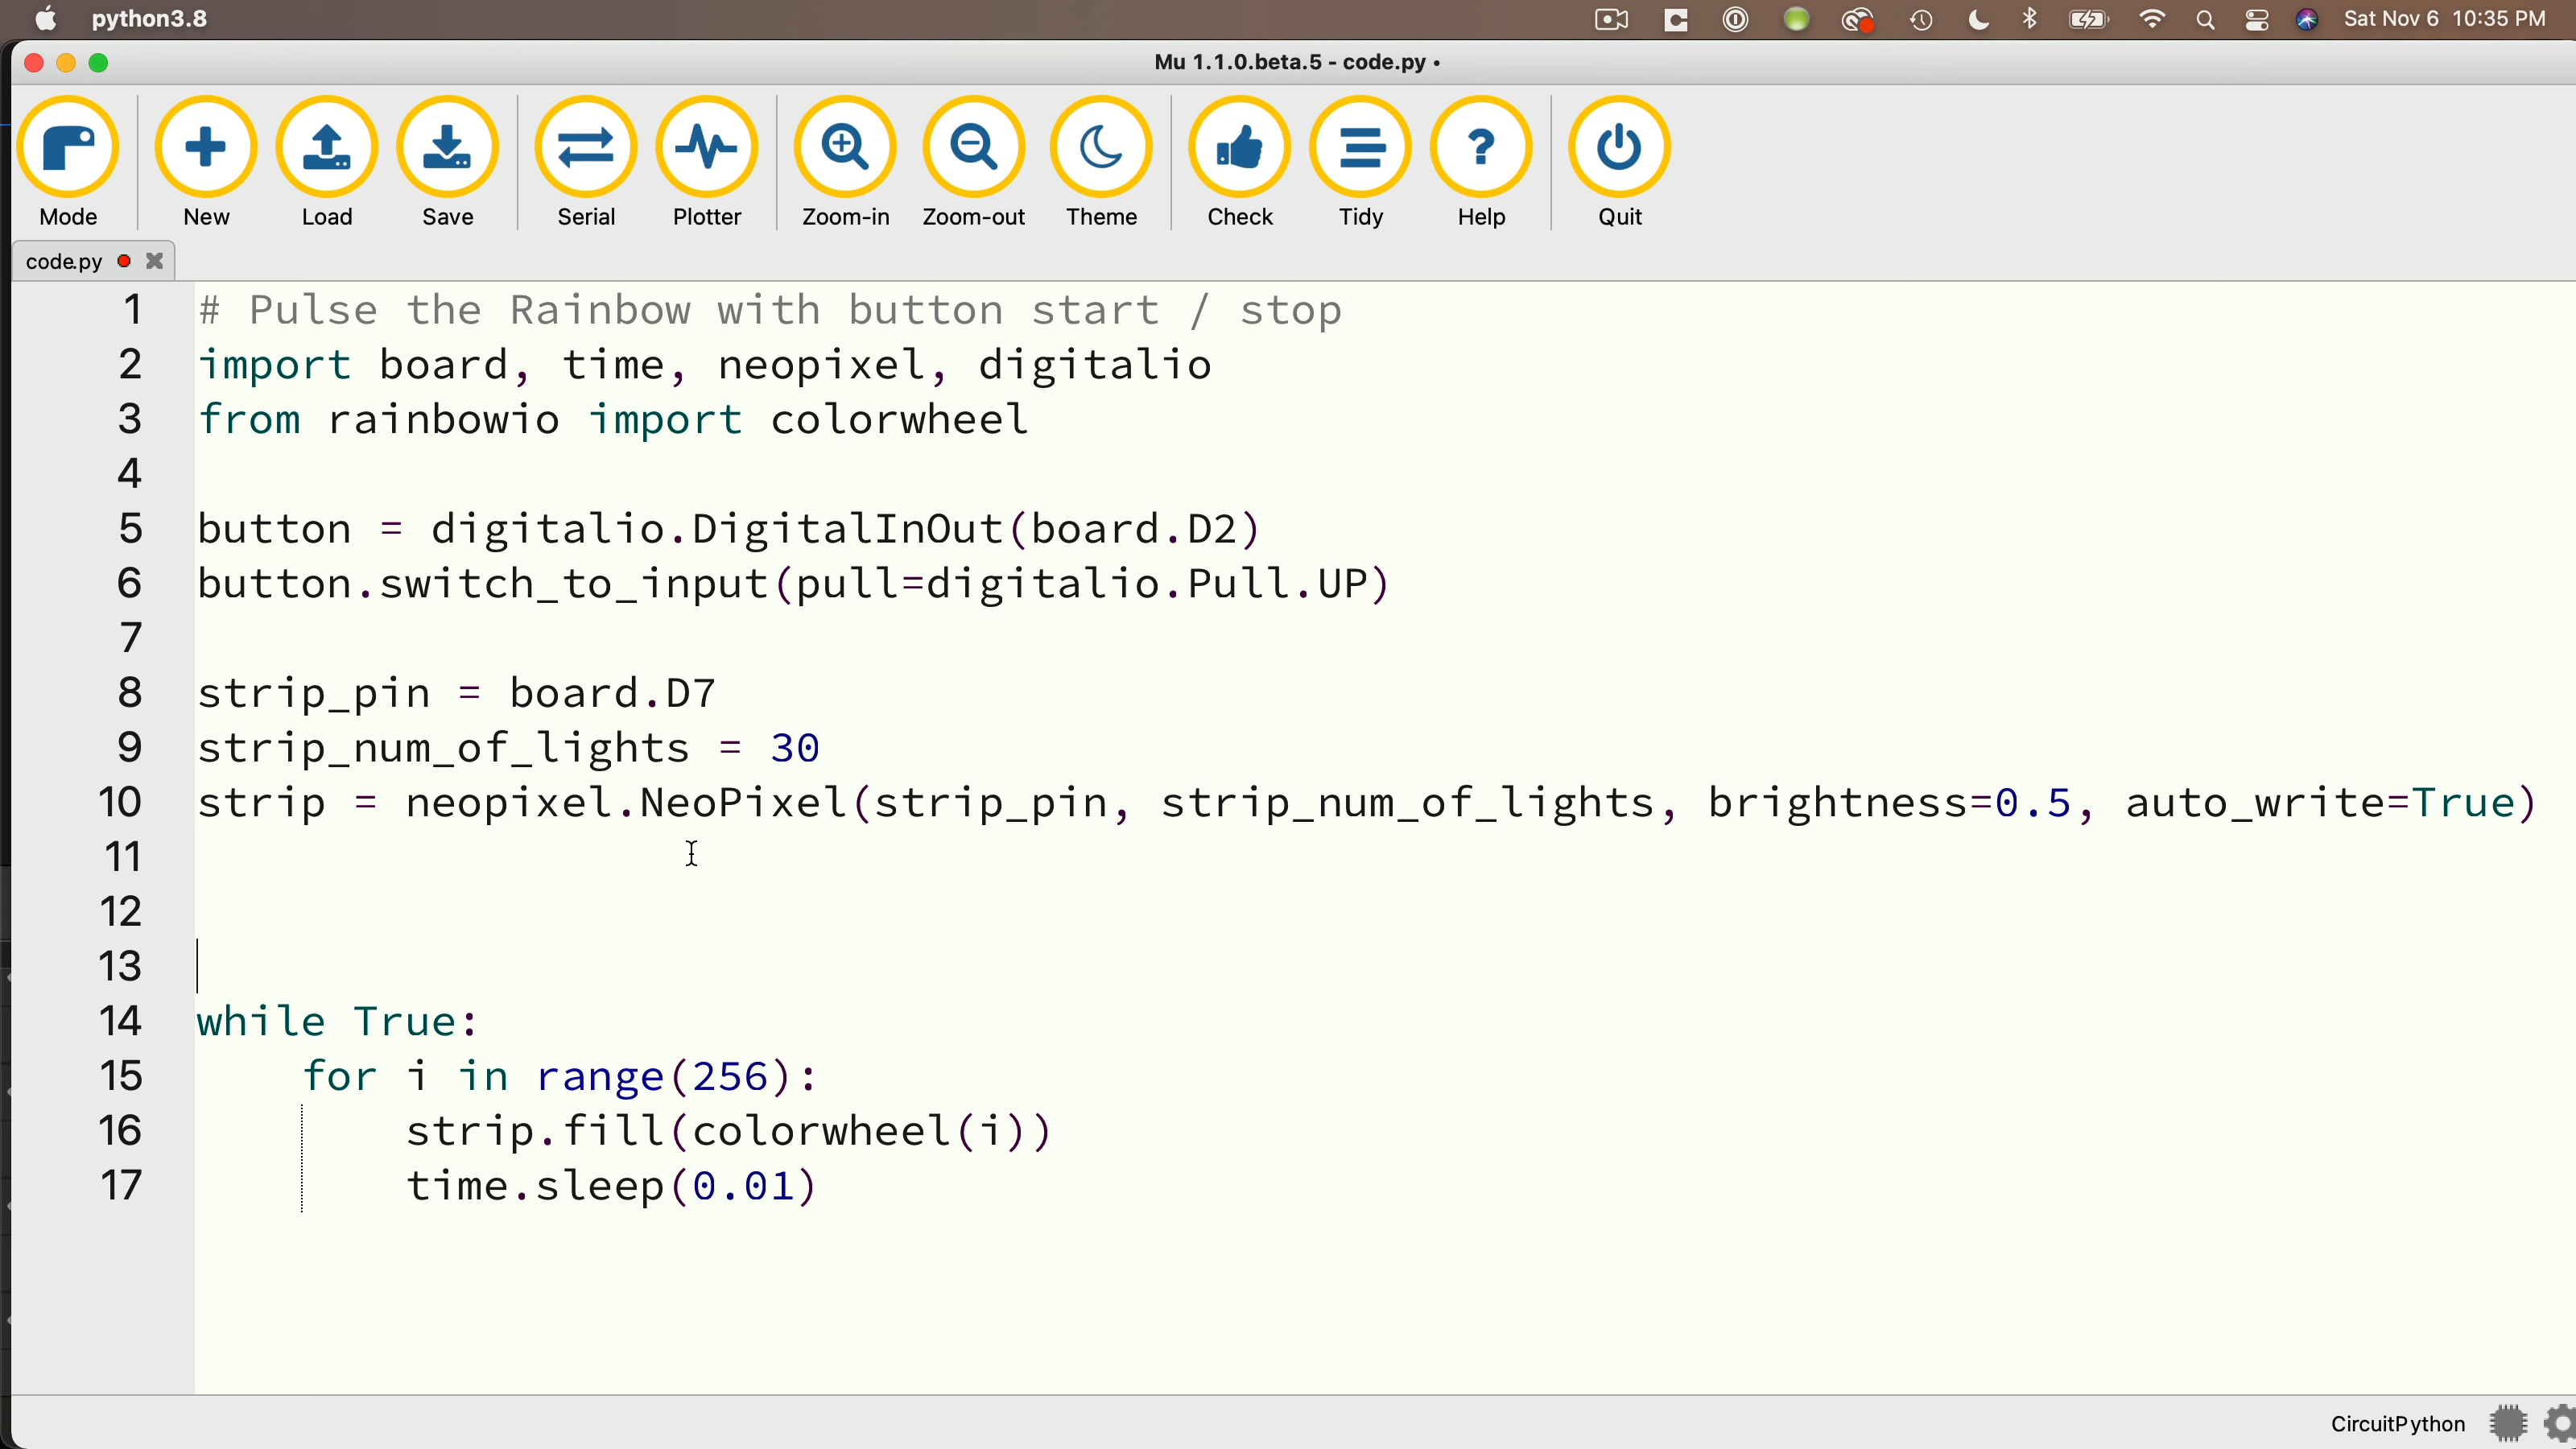 python3.8
Sat Nov 6 10:35 PM
Mu 1.1.0.beta.5 - code.py •
Mode New Load Save Serial Plotter Zoom-in Zoom-out Theme Check Tidy Help Quit
code.py
1 # Pulse the Rainbow with button start / stop
2 import board, time, neopixel, digitalio
3 from rainbowio import colorwheel
4
5 button = digitalio.DigitalInOut(board.D2)
6 button.switch_to_input(pull=digitalio.Pull.UP)
7
8 strip_pin = board.D7
9 strip_num_of_lights = 30
10 strip = neopixel.NeoPixel(strip_pin, strip_num_of_lights, brightness=0.5, auto_write=True)
11
12
13
14 while True:
15 for i in range(256):
16 strip.fill(colorwheel(i))
17 time.sleep(0.01)
CircuitPython